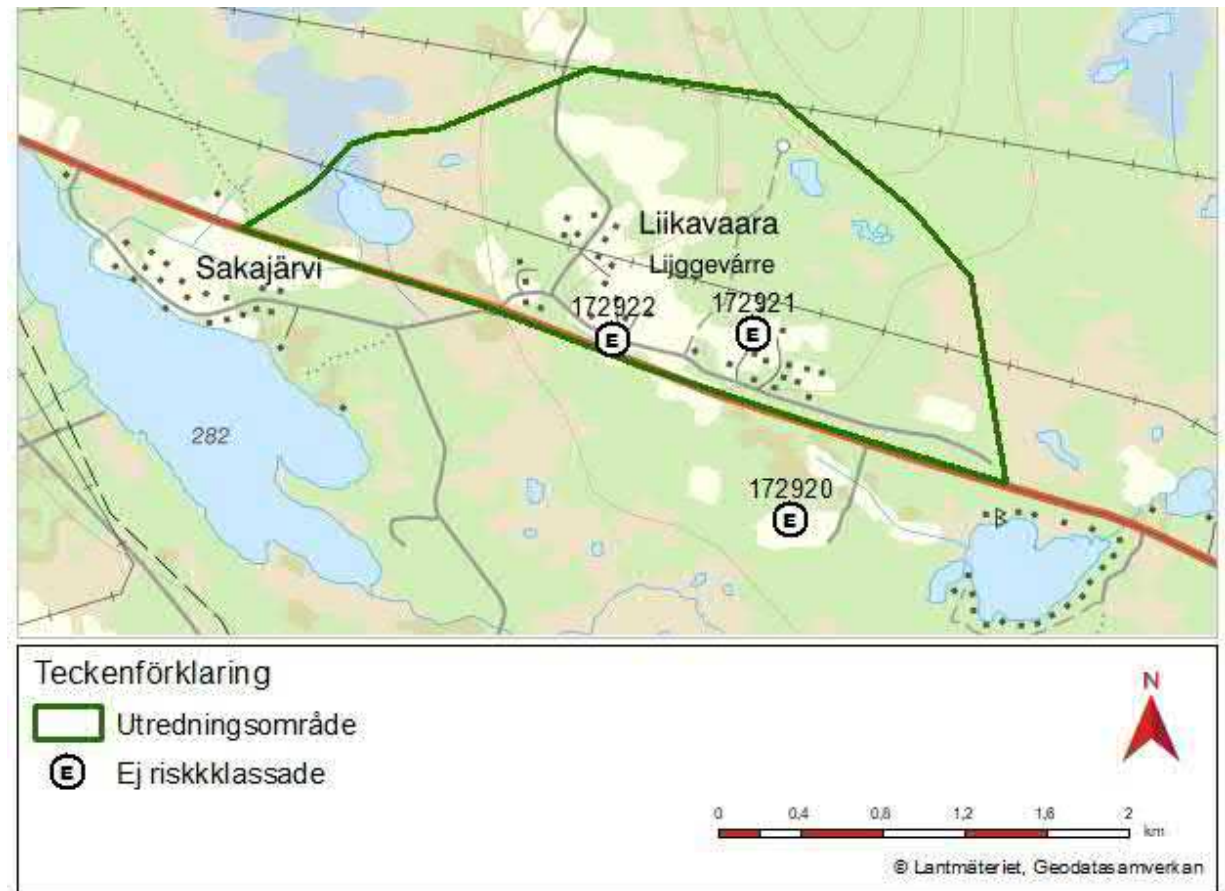 Liikavaara
Lijggevárre
Sakajärvi
172922
172921
282
172920
B
Teckenförklaring
Utredningsområde
E Ej riskkklassade
N
0 0,4 0,8 1,2 1,6 2
km
© Lantmäteriet, Geodatasamverkan